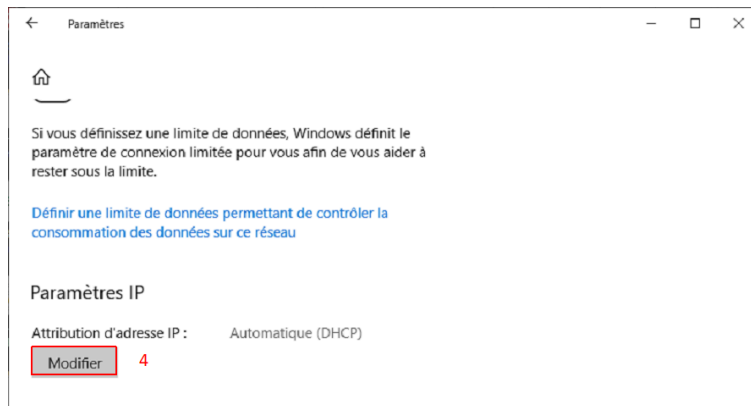 Paramètres
Si vous définissez une limite de données, Windows définit le
paramètre de connexion limitée pour vous afin de vous aider à
rester sous la limite.
Définir une limite de données permettant de contrôler la
consommation des données sur ce réseau
Paramètres IP
Attribution d'adresse IP : Automatique (DHCP)
Modifier 4